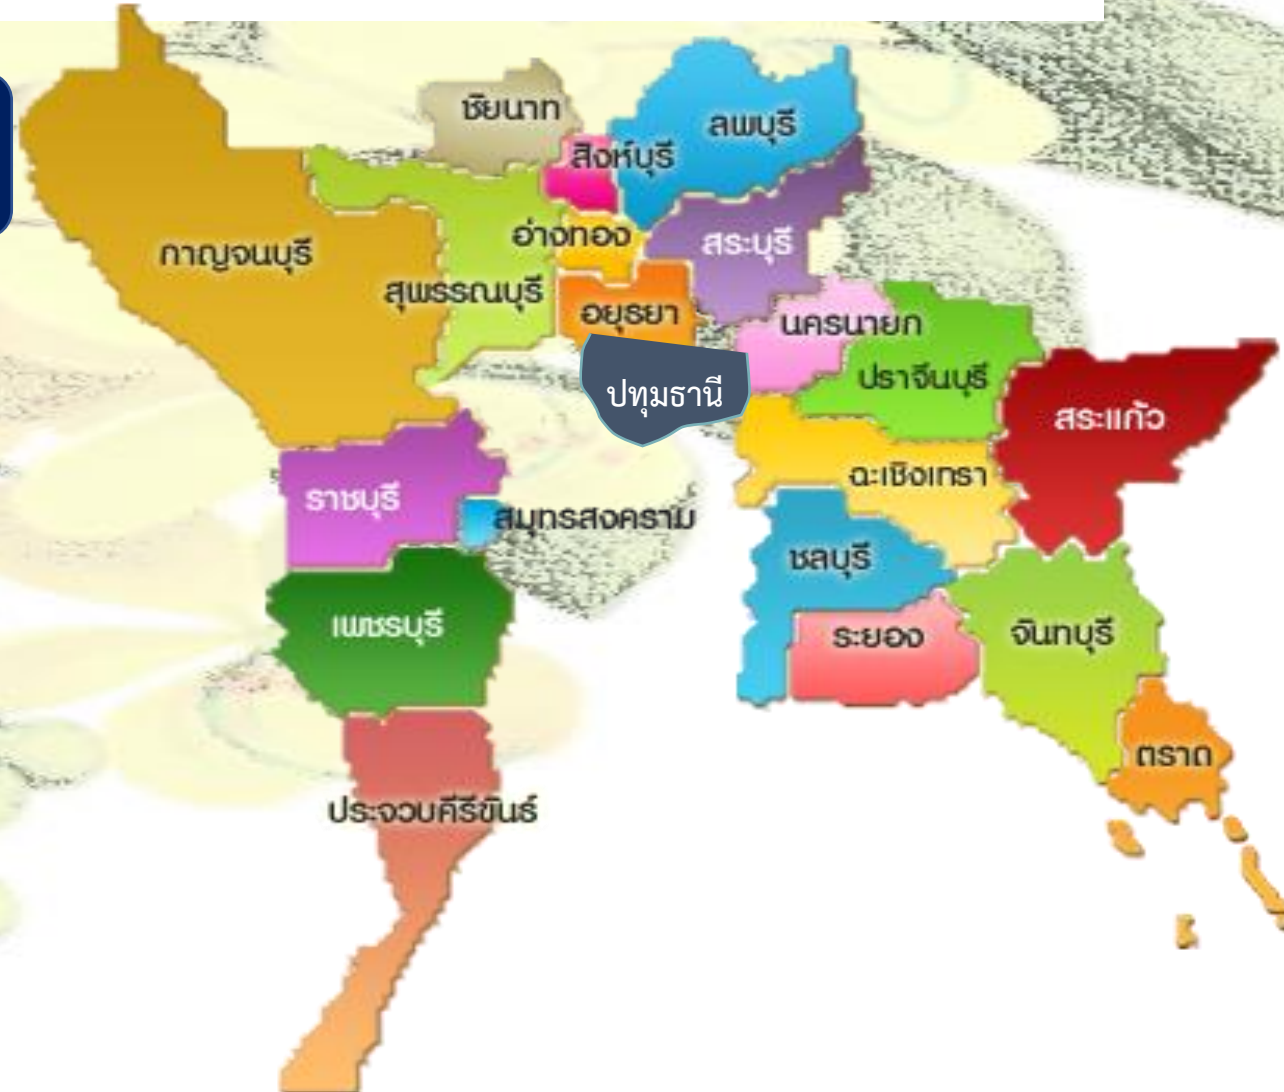 ชัยนาท
ลพบุรี
สิงห์บุรี
อ่างทอง
สระบุรี
กาญจนบุรี
สุพรรณบุรี
อยุธยา
นครนายก
ปทุมธานี
ปราจีนบุรี
สระแก้ว
ฉะเชิงเทรา
ราชบุรี
สมุทรสงคราม
ชลบุรี
เพชรบุรี
ระยอง
จันทบุรี
ตราด
ประจวบคีรีขันธ์